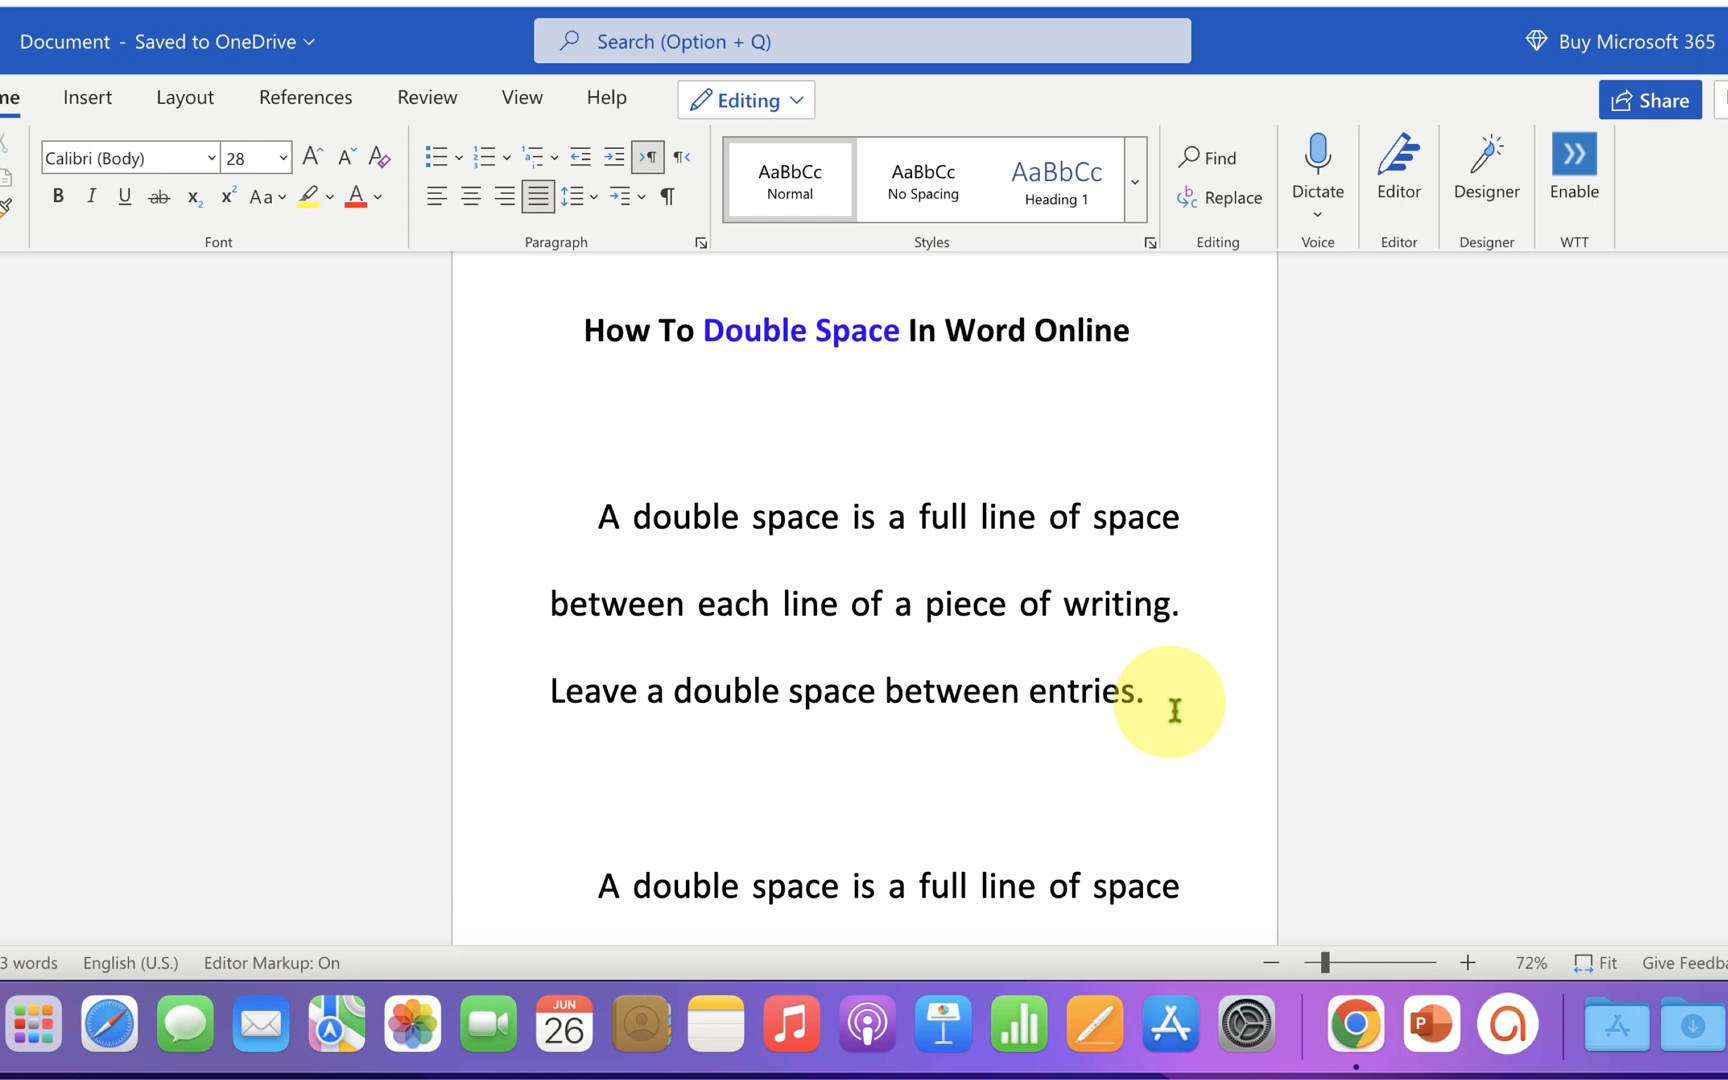 Document - Saved to OneDrive
Search (Option + Q)
Buy Microsoft 365
me Insert Layout References Review View Help Editing Share
Calibri (Body) 28
Find
Replace
Dictate
Editor
Designer
Enable
AaBbCc
Normal
AaBbCc
No Spacing
AaBbCc
Heading 1
B I U ab x₂ x² Aa A
Font Paragraph Styles Editing Voice Editor Designer WTT
How To Double Space In Word Online
A double space is a full line of space
between each line of a piece of writing.
Leave a double space between entries.
A double space is a full line of space
3 words English (U.S.) Editor Markup: On 72% Fit Give Feedba
JUN
26
P